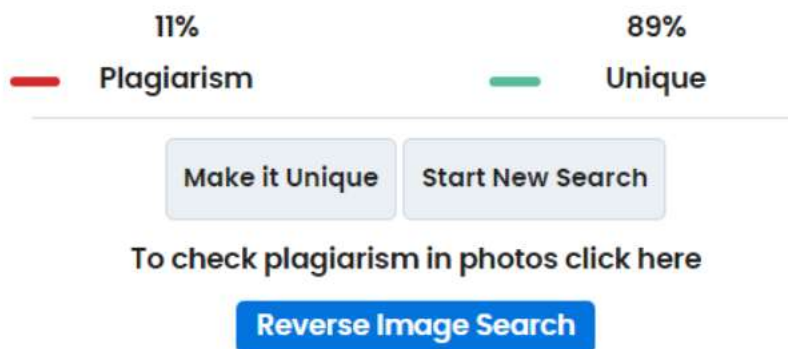 11% 89%
Plagiarism Unique
Make it Unique Start New Search
To check plagiarism in photos click here
Reverse Image Search